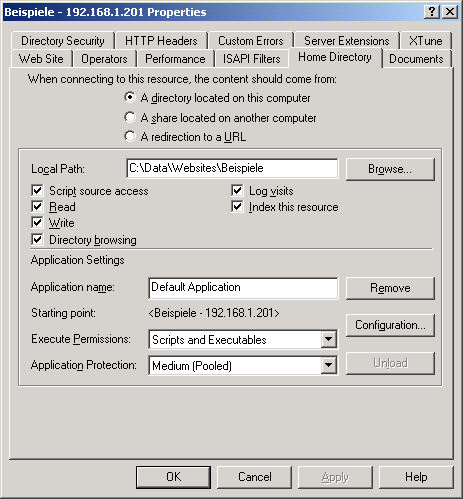 Beispiele - 192.168.1.201 Properties
Directory Security HTTP Headers Custom Errors Server Extensions XTune
Web Site Operators Performance ISAPI Filters Home Directory Documents
When connecting to this resource, the content should come from:
A directory located on this computer
A share located on another computer
A redirection to a URL
Local Path: C:\Data\Websites\Beispiele Browse...
Script source access Log visits
Read Index this resource
Write
Directory browsing
Application Settings
Application name: Default Application Remove
Starting point: <Beispiele - 192.168.1.201>
Configuration...
Execute Permissions: Scripts and Executables
Application Protection: Medium (Pooled) Unload
OK Cancel Apply Help